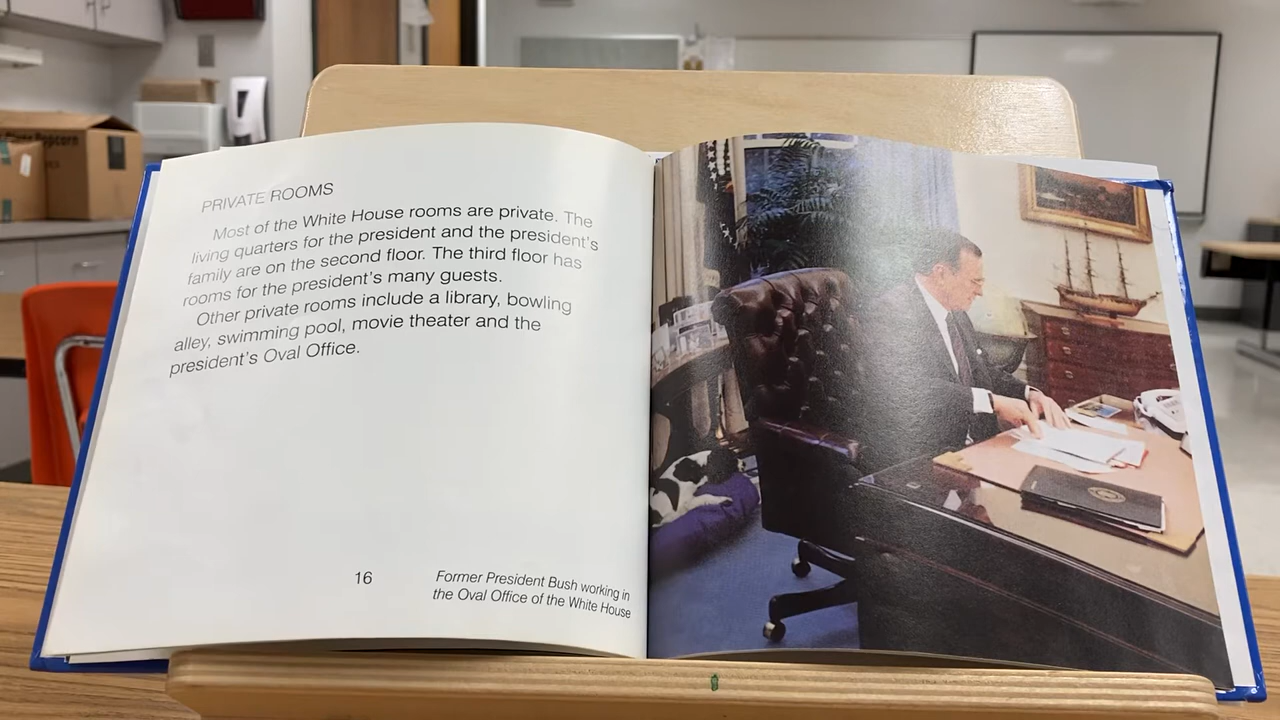 PRIVATE ROOMS
Most of the White House rooms are private. The
living quarters for the president and the president's
family are on the second floor. The third floor has
rooms for the president's many guests.
Other private rooms include a library, bowling
alley, swimming pool, movie theater and the
president's Oval Office.
16
Former President Bush working in
the Oval Office of the White House
Popcorn